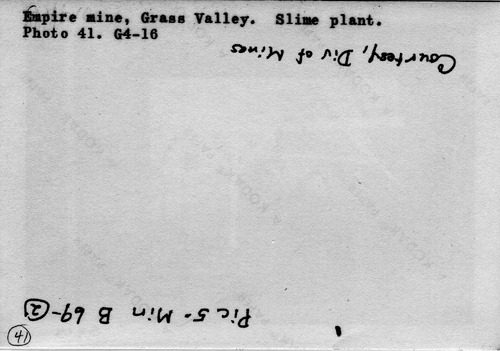 Empire mine, Grass Valley. Slime plant.
Photo 41. G4-16
Courtesy, Div of Mines
Pic 5 - Min B 69-2
41